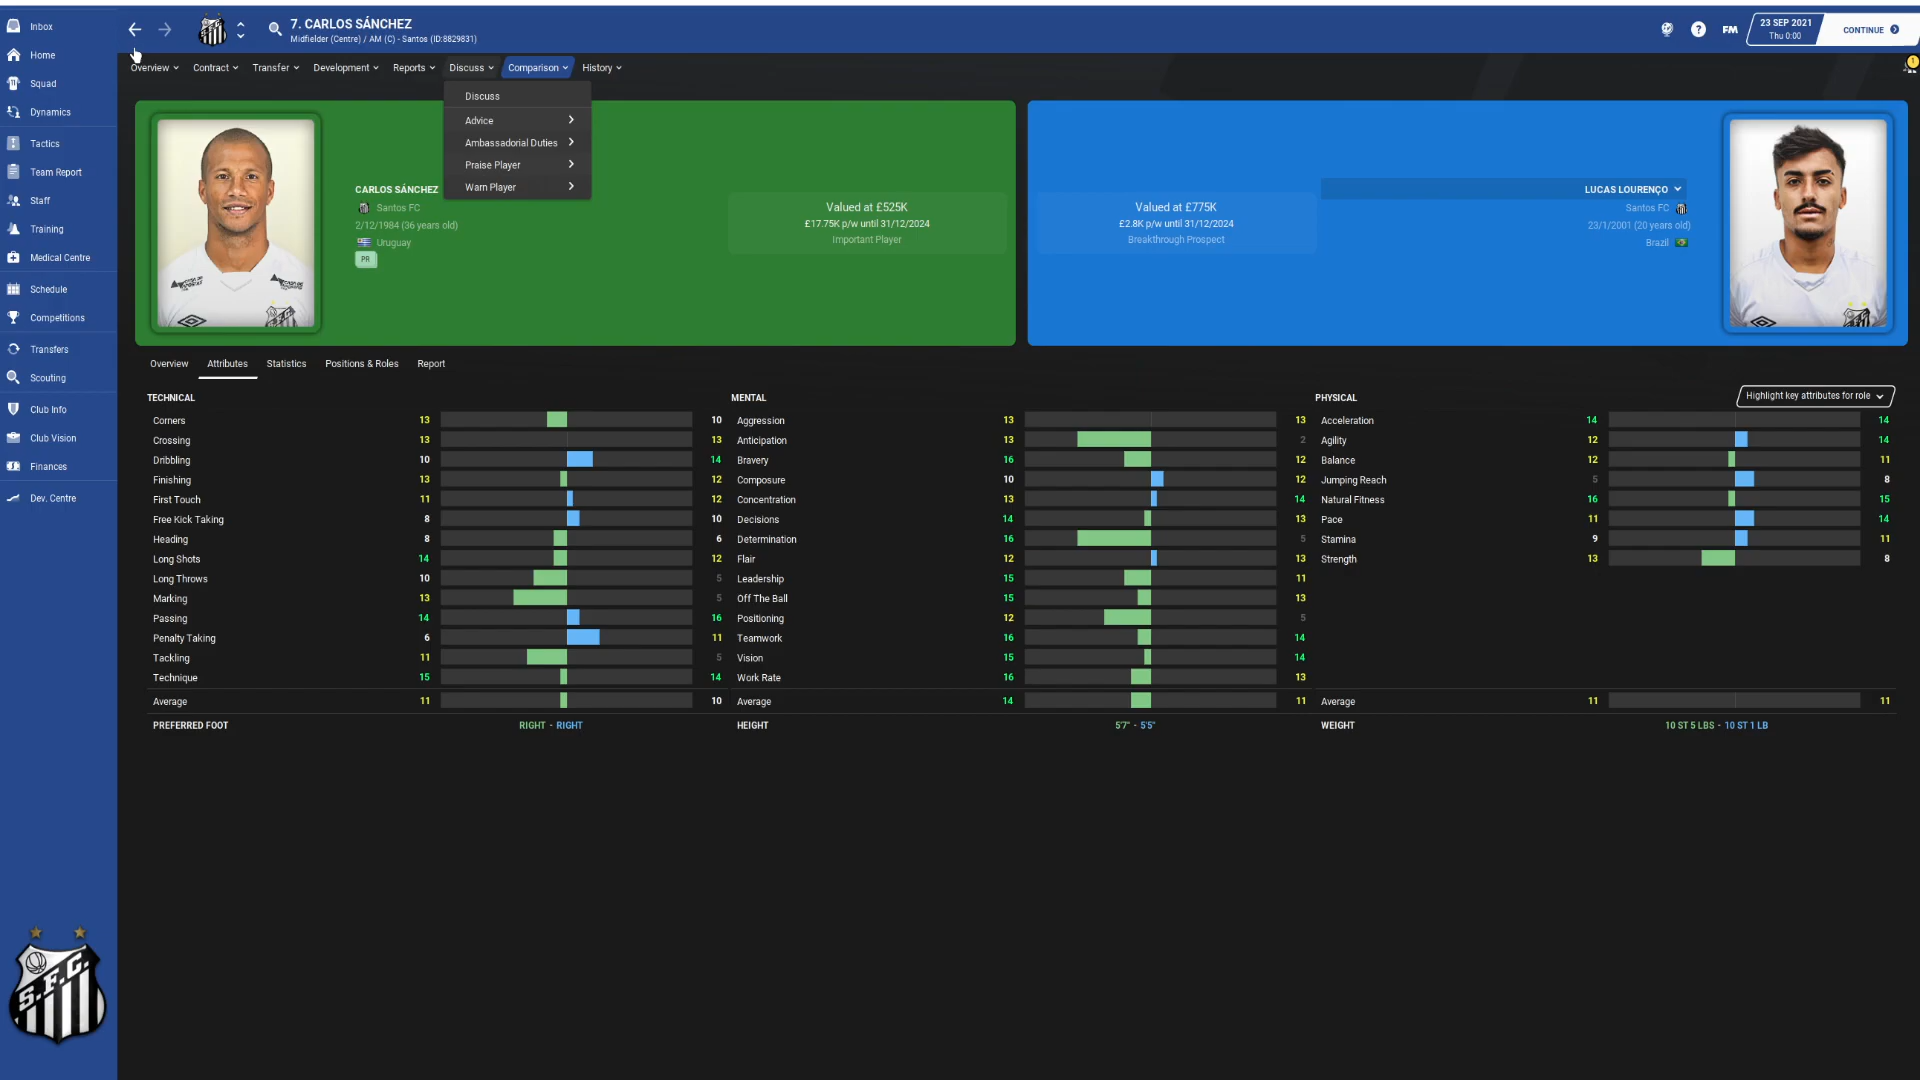 Inbox
Home
Squad
Dynamics
Tactics
Team Report
Staff
Training
Medical Centre
Schedule
Competitions
Transfers
Scouting
Club Info
Club Vision
Finances
Dev. Centre
S.F.C.
7. CARLOS SÁNCHEZ
Midfielder (Centre) / AM (C) - Santos (ID:8829831)
? FM
23 SEP 2021
Thu 0:00
CONTINUE
1
Overview Contract Transfer Development Reports Discuss Comparison History
Discuss
Advice
Ambassadorial Duties
Praise Player
Warn Player
CARLOS SÁNCHEZ
Santos FC
2/12/1984 (36 years old)
Uruguay
PR
Valued at £525K
£17.75K p/w until 31/12/2024
Important Player
Valued at £775K
£2.8K p/w until 31/12/2024
Breakthrough Prospect
LUCAS LOURENÇO
Santos FC
23/1/2001 (20 years old)
Brazil
Overview Attributes Statistics Positions & Roles Report
Highlight key attributes for role
TECHNICAL
Corners 13 10
Crossing 13 13
Dribbling 10 14
Finishing 13 12
First Touch 11 12
Free Kick Taking 8 10
Heading 8 6
Long Shots 14 12
Long Throws 10 5
Marking 13 5
Passing 14 16
Penalty Taking 6 11
Tackling 11 5
Technique 15 14
Average 11 10
PREFERRED FOOT RIGHT - RIGHT
MENTAL
Aggression 13 13
Anticipation 13 2
Bravery 16 12
Composure 10 12
Concentration 13 14
Decisions 14 13
Determination 16 5
Flair 12 13
Leadership 15 11
Off The Ball 15 13
Positioning 12 5
Teamwork 16 14
Vision 15 14
Work Rate 16 13
Average 14 11
HEIGHT 5'7" - 5'5"
PHYSICAL
Acceleration 14 14
Agility 12 14
Balance 12 11
Jumping Reach 5 8
Natural Fitness 16 15
Pace 11 14
Stamina 9 11
Strength 13 8
Average 11 11
WEIGHT 10 ST 5 LBS - 10 ST 1 LB